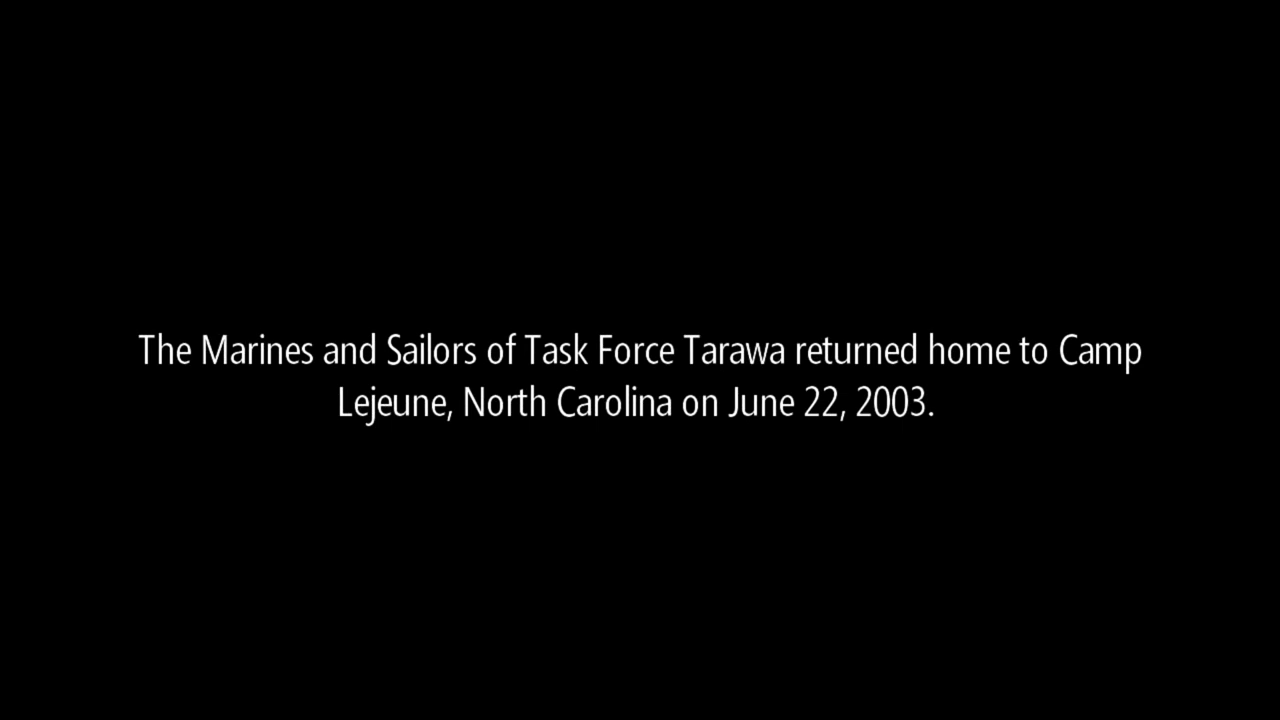 The Marines and Sailors of Task Force Tarawa returned home to Camp
Lejeune, North Carolina on June 22, 2003.